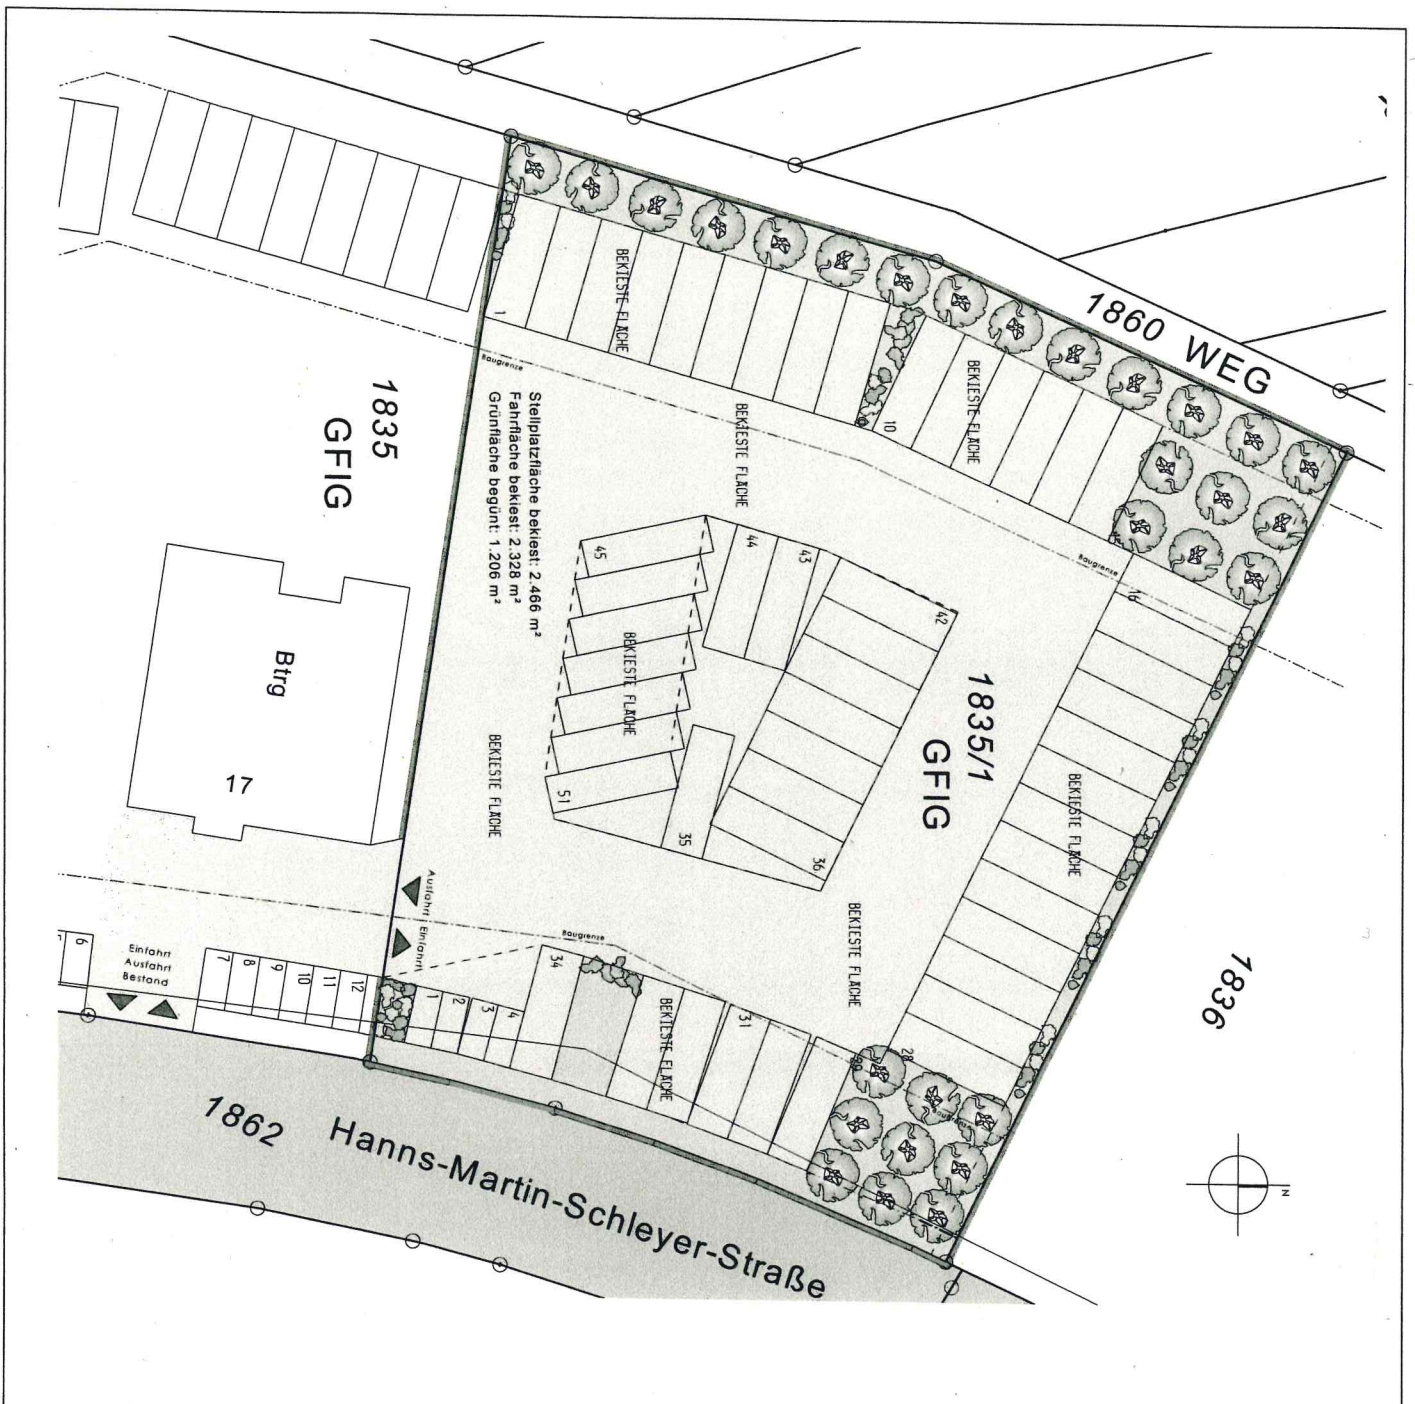 1860 WEG
BEKIESTE FLÄCHE
BEKIESTE FLÄCHE
1
Baugrenze
10
BEKIESTE FLÄCHE
1835
GFIG
Stellplatzfläche bekiest: 2.466 m²
Fahrfläche bekiest: 2.328 m²
Grünfläche begünt: 1.206 m²
45
44
43
42
Baugrenze
16
BEKIESTE FLÄCHE
1835/1
GFIG
Btrg
17
BEKIESTE FLÄCHE
51
35
36
BEKIESTE FLÄCHE
BEKIESTE FLÄCHE
1836
Ausfahrt
Einfahrt
Baugrenze
6
Einfahrt
Ausfahrt
Bestand
7
8
9
10
11
12
1
2
3
4
34
BEKIESTE FLÄCHE
31
29
28
Baugrenze
1862 Hanns-Martin-Schleyer-Straße
N